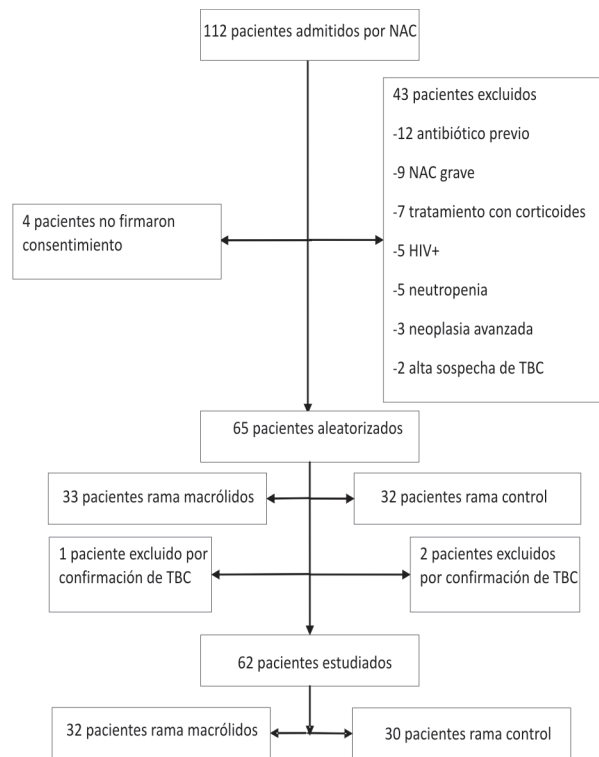 112 pacientes admitidos por NAC
43 pacientes excluidos
-12 antibiótico previo
-9 NAC grave
-7 tratamiento con corticoides
-5 HIV+
-5 neutropenia
-3 neoplasia avanzada
-2 alta sospecha de TBC
4 pacientes no firmaron
consentimiento
65 pacientes aleatorizados
33 pacientes rama macrólidos
32 pacientes rama control
1 paciente excluido por
confirmación de TBC
2 pacientes excluidos
por confirmación de TBC
62 pacientes estudiados
32 pacientes rama macrólidos
30 pacientes rama control